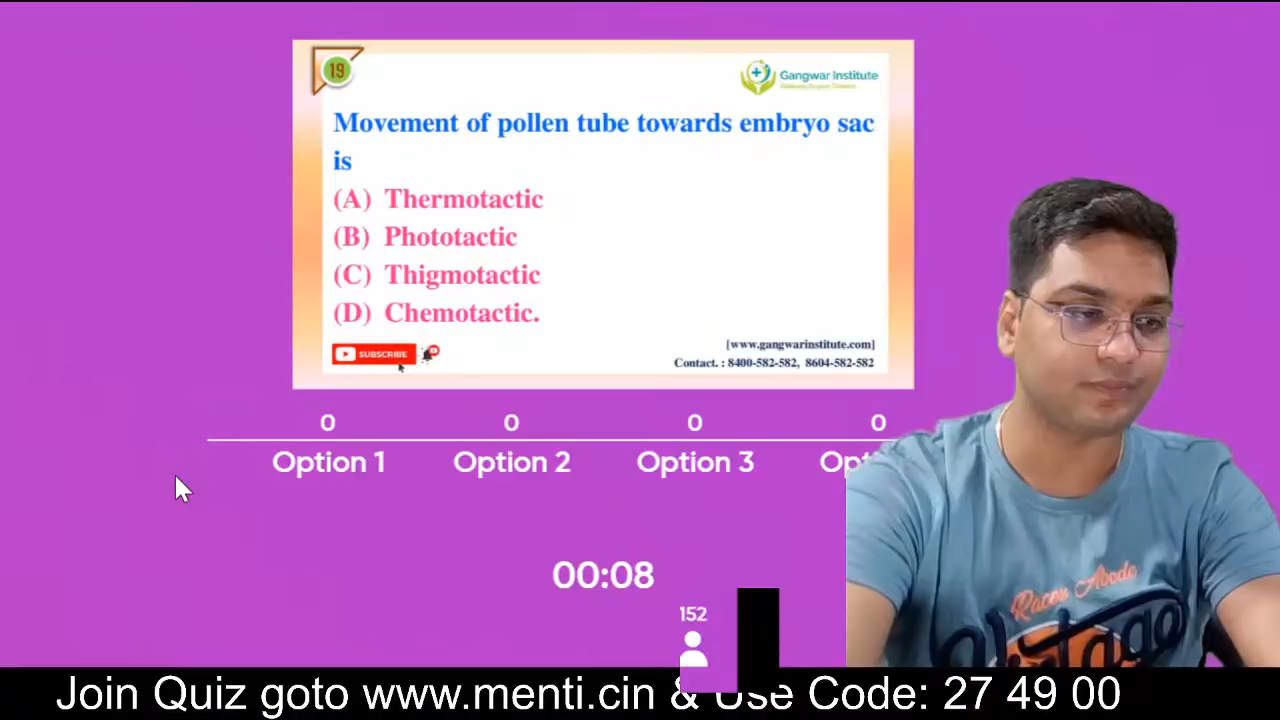 19
Gangwar Institute
Movement of pollen tube towards embryo sac
is
(A) Thermotactic
(B) Phototactic
(C) Thigmotactic
(D) Chemotactic.
SUBSCRIBE
[www.gangwarinstitute.com]
Contact. : 8400-582-582, 8604-582-582
0 0 0 0
Option 1 Option 2 Option 3
00:08
152
Racer Abode
Join Quiz goto www.menti.cin & Use Code: 27 49 00